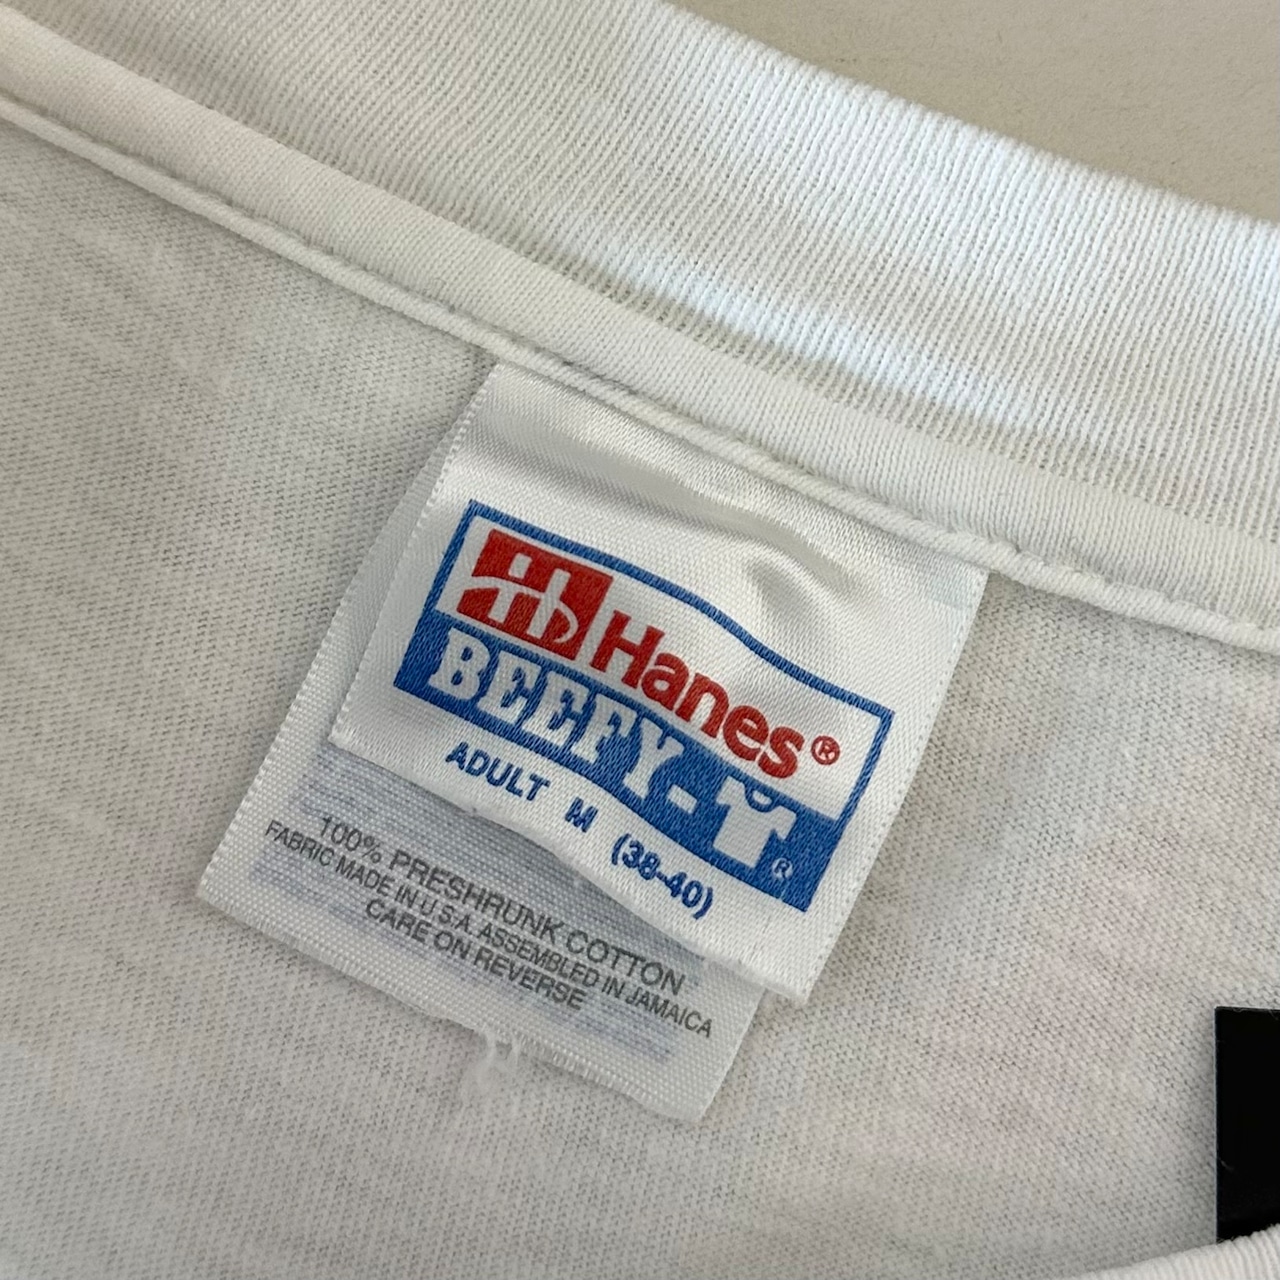 Hanes®
BEEFY-T®
ADULT M (38-40)
100% PRESHRUNK COTTON
FABRIC MADE IN U.S.A. ASSEMBLED IN JAMAICA
CARE ON REVERSE